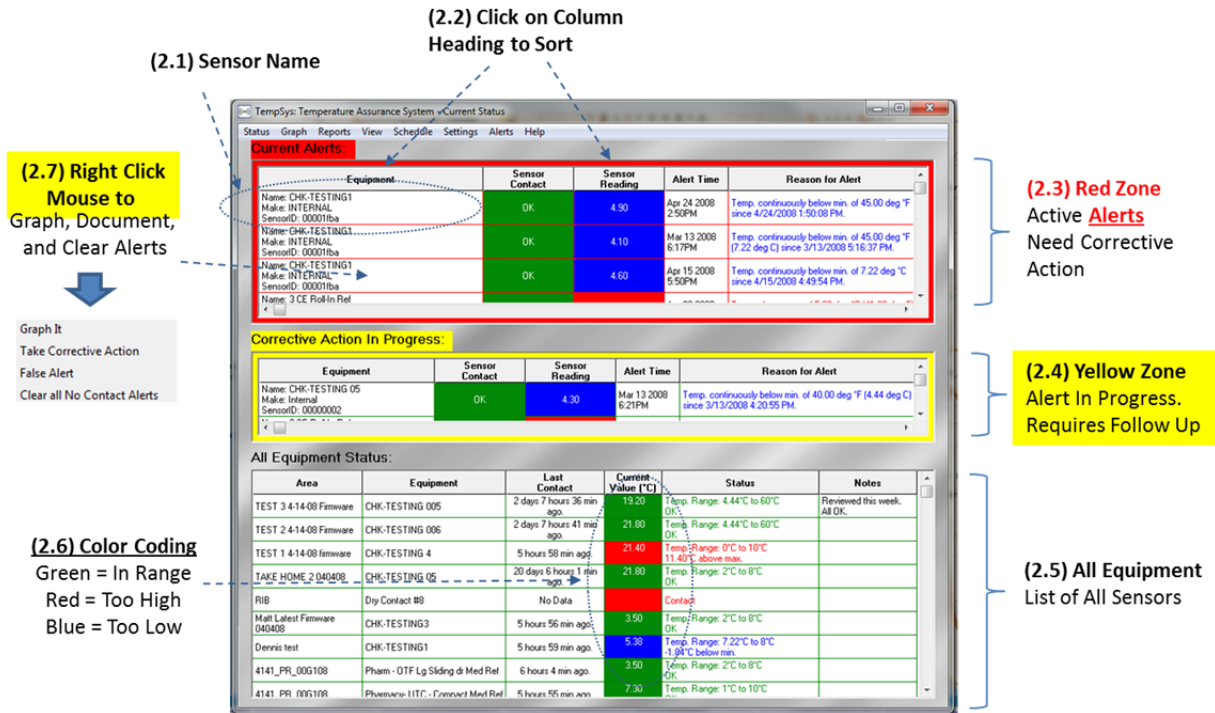 (2.2) Click on Column
Heading to Sort
(2.1) Sensor Name
TempSys: Temperature Assurance System - Current Status
Status Graph Reports View Schedule Settings Alerts Help
Current Alerts:
(2.7) Right Click
Mouse to
Graph, Document,
and Clear Alerts
Graph It
Take Corrective Action
False Alert
Clear all No Contact Alerts
Equipment
Sensor
Contact
Sensor
Reading
Alert Time
Reason for Alert
Name: CHK-TESTING1
Make: INTERNAL
SensorID: 00001fba
OK
4.90
Apr 24 2008
2:50PM
Temp. continuously below min. of 45.00 deg °F
since 4/24/2008 1:50:08 PM.
Name: CHK-TESTING1
Make: INTERNAL
SensorID: 00001fba
OK
4.10
Mar 13 2008
6:17PM
Temp. continuously below min. of 45.00 deg °F
(7.22 deg C) since 3/13/2008 5:16:37 PM.
Name: CHK-TESTING1
Make: INTERNAL
SensorID: 00001fba
OK
4.60
Apr 15 2008
5:50PM
Temp. continuously below min. of 7.22 deg °C
since 4/15/2008 4:49:54 PM.
Name: 3 CE Roll-In Ref
(2.3) Red Zone
Active Alerts
Need Corrective
Action
Corrective Action In Progress:
Equipment
Sensor
Contact
Sensor
Reading
Alert Time
Reason for Alert
Name: CHK-TESTING 05
Make: Internal
SensorID: 00000002
OK
4.30
Mar 13 2008
6:21PM
Temp. continuously below min. of 40.00 deg °F (4.44 deg C)
since 3/13/2008 4:20:55 PM.
(2.4) Yellow Zone
Alert In Progress.
Requires Follow Up
All Equipment Status:
Area
Equipment
Last
Contact
Current
Value (°C)
Status
Notes
TEST 3 4-14-08 Firmware
CHK-TESTING 005
2 days 7 hours 36 min
ago.
19.20
Temp. Range: 4.44°C to 60°C
OK
Reviewed this week.
All OK.
TEST 2 4-14-08 Firmware
CHK-TESTING 006
2 days 7 hours 41 min
ago.
21.80
Temp. Range: 4.44°C to 60°C
OK
TEST 1 4-14-08 firmware
CHK-TESTING 4
5 hours 58 min ago.
21.40
Temp. Range: 0°C to 10°C
11.40°C above max.
TAKE HOME 2 040408
CHK-TESTING 05
20 days 6 hours 1 min
ago.
21.80
Temp. Range: 2°C to 8°C
OK
RIB
Dry Contact #8
No Data
Contact
Matt Latest Firmware
040408
CHK-TESTING3
5 hours 56 min ago.
3.50
Temp. Range: 2°C to 8°C
OK
Dennis test
CHK-TESTING1
5 hours 59 min ago.
5.38
Temp. Range: 7.22°C to 8°C
-1.84°C below min.
4141_PR_00G108
Pharm - OTF Lg Sliding dr Med Ref
6 hours 4 min ago.
3.50
Temp. Range: 2°C to 8°C
OK
4141_PR_00G108
Pharmacy- UTC - Compact Med Ref
5 hours 55 min ago.
7.30
Temp. Range: 1°C to 10°C
(2.6) Color Coding
Green = In Range
Red = Too High
Blue = Too Low
(2.5) All Equipment
List of All Sensors